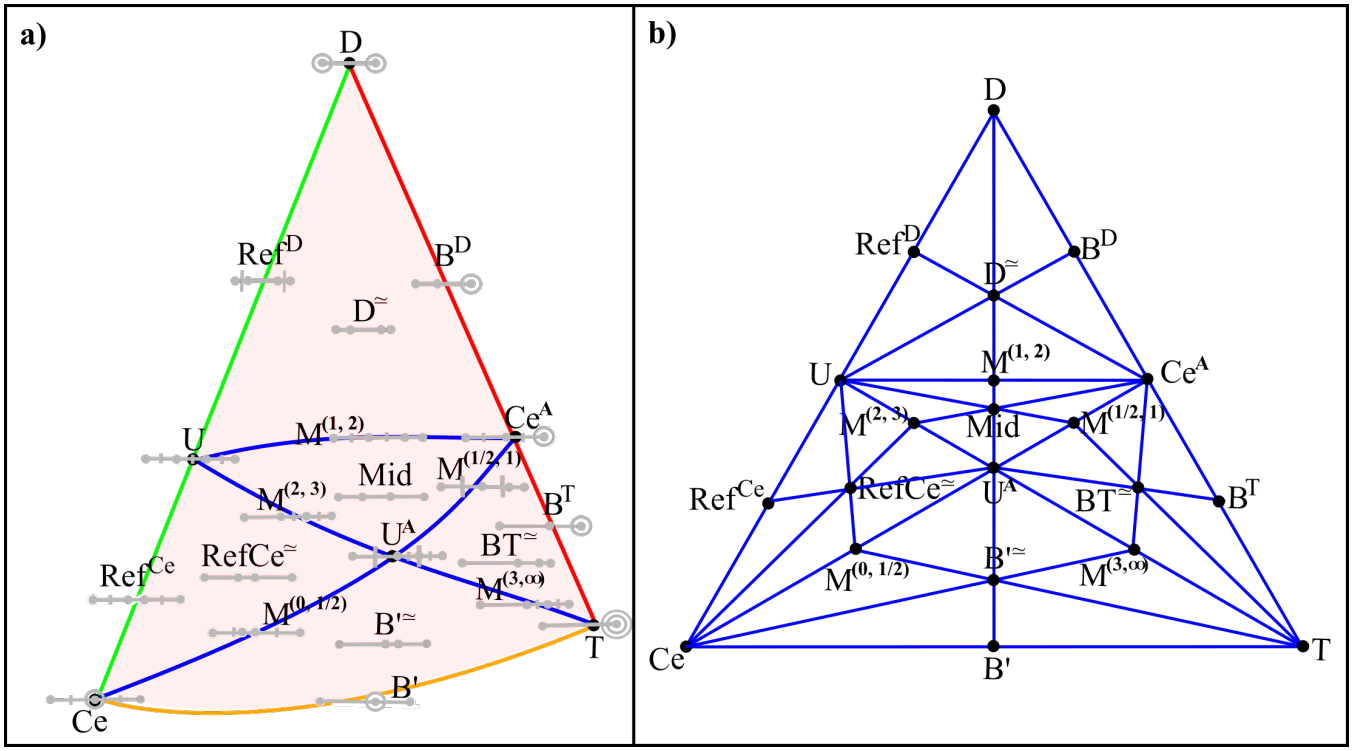 a)
D
Ref^D
B^D
D^≃
U
M^(1, 2)
Ce^A
Mid
M^(1/2, 1)
M^(2, 3)
B^T
U^A
RefCe^≃
BT^≃
Ref^Ce
M^(3,∞)
M^(0, 1/2)
B'^≃
T
B'
Ce
b)
D
Ref^D
B^D
D^≃
M^(1, 2)
U
Ce^A
M^(2, 3)
Mid
M^(1/2, 1)
Ref^Ce
RefCe^≃
U^A
BT^≃
B^T
M^(0, 1/2)
B'^≃
M^(3,∞)
Ce
B'
T